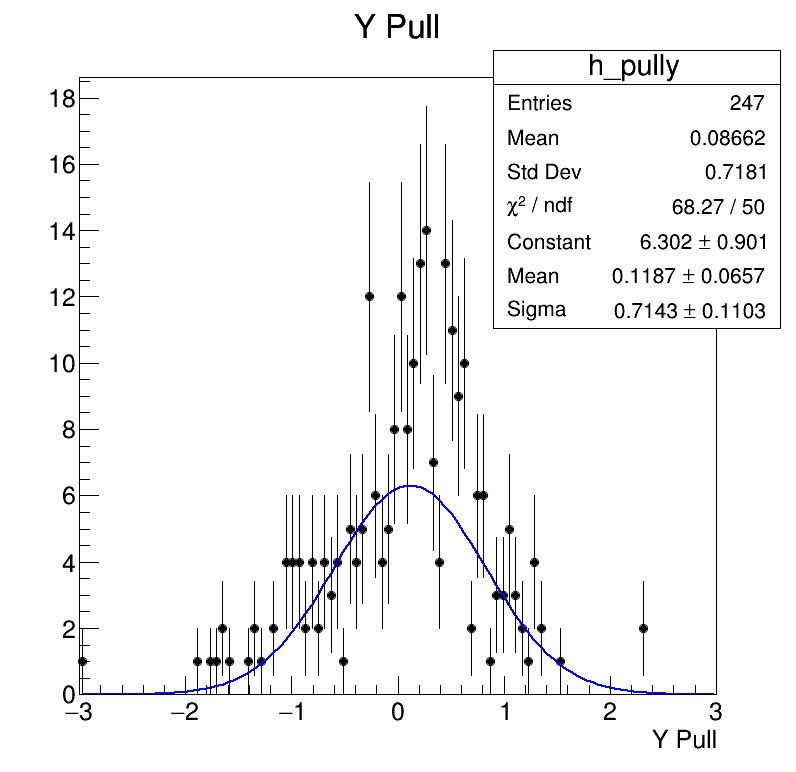 Y Pull
h_pully
Entries 247
Mean 0.08662
Std Dev 0.7181
χ² / ndf 68.27 / 50
Constant 6.302 ± 0.901
Mean 0.1187 ± 0.0657
Sigma 0.7143 ± 0.1103
18
16
14
12
10
8
6
4
2
0
−3 −2 −1 0 1 2 3
Y Pull